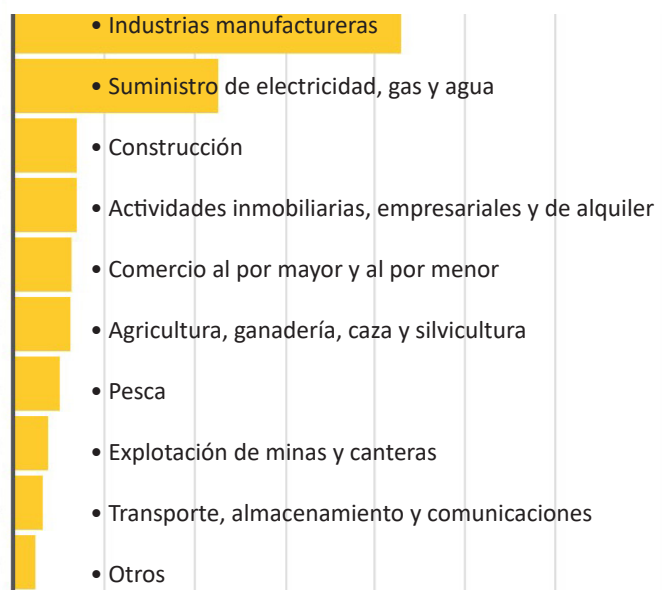 • Industrias manufactureras
• Suministro de electricidad, gas y agua
• Construcción
• Actividades inmobiliarias, empresariales y de alquiler
• Comercio al por mayor y al por menor
• Agricultura, ganadería, caza y silvicultura
• Pesca
• Explotación de minas y canteras
• Transporte, almacenamiento y comunicaciones
• Otros